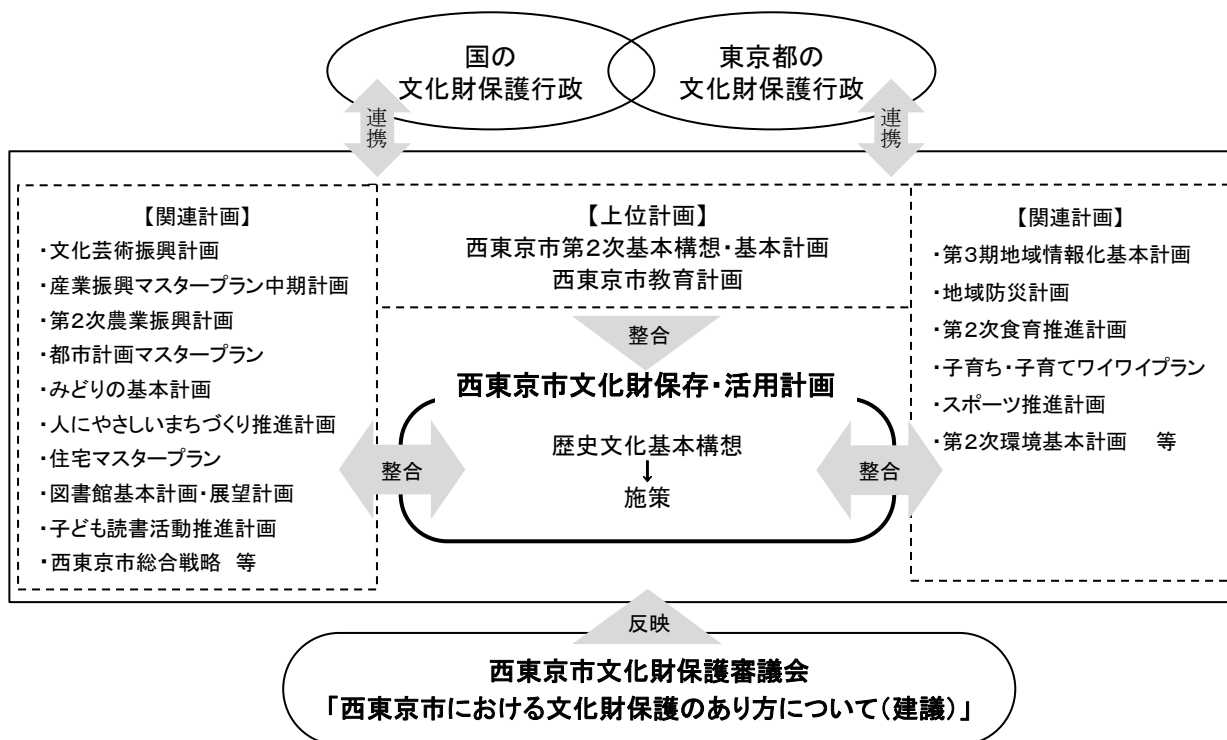 国の
文化財保護行政
東京都の
文化財保護行政
連携
連携
【関連計画】
・文化芸術振興計画
・産業振興マスタープラン中期計画
・第2次農業振興計画
・都市計画マスタープラン
・みどりの基本計画
・人にやさしいまちづくり推進計画
・住宅マスタープラン
・図書館基本計画・展望計画
・子ども読書活動推進計画
・西東京市総合戦略 等
【上位計画】
西東京市第2次基本構想・基本計画
西東京市教育計画
整合
西東京市文化財保存・活用計画
歴史文化基本構想
↓
施策
整合
整合
【関連計画】
・第3期地域情報化基本計画
・地域防災計画
・第2次食育推進計画
・子育ち・子育てワイワイプラン
・スポーツ推進計画
・第2次環境基本計画 等
反映
西東京市文化財保護審議会
「西東京市における文化財保護のあり方について(建議)」